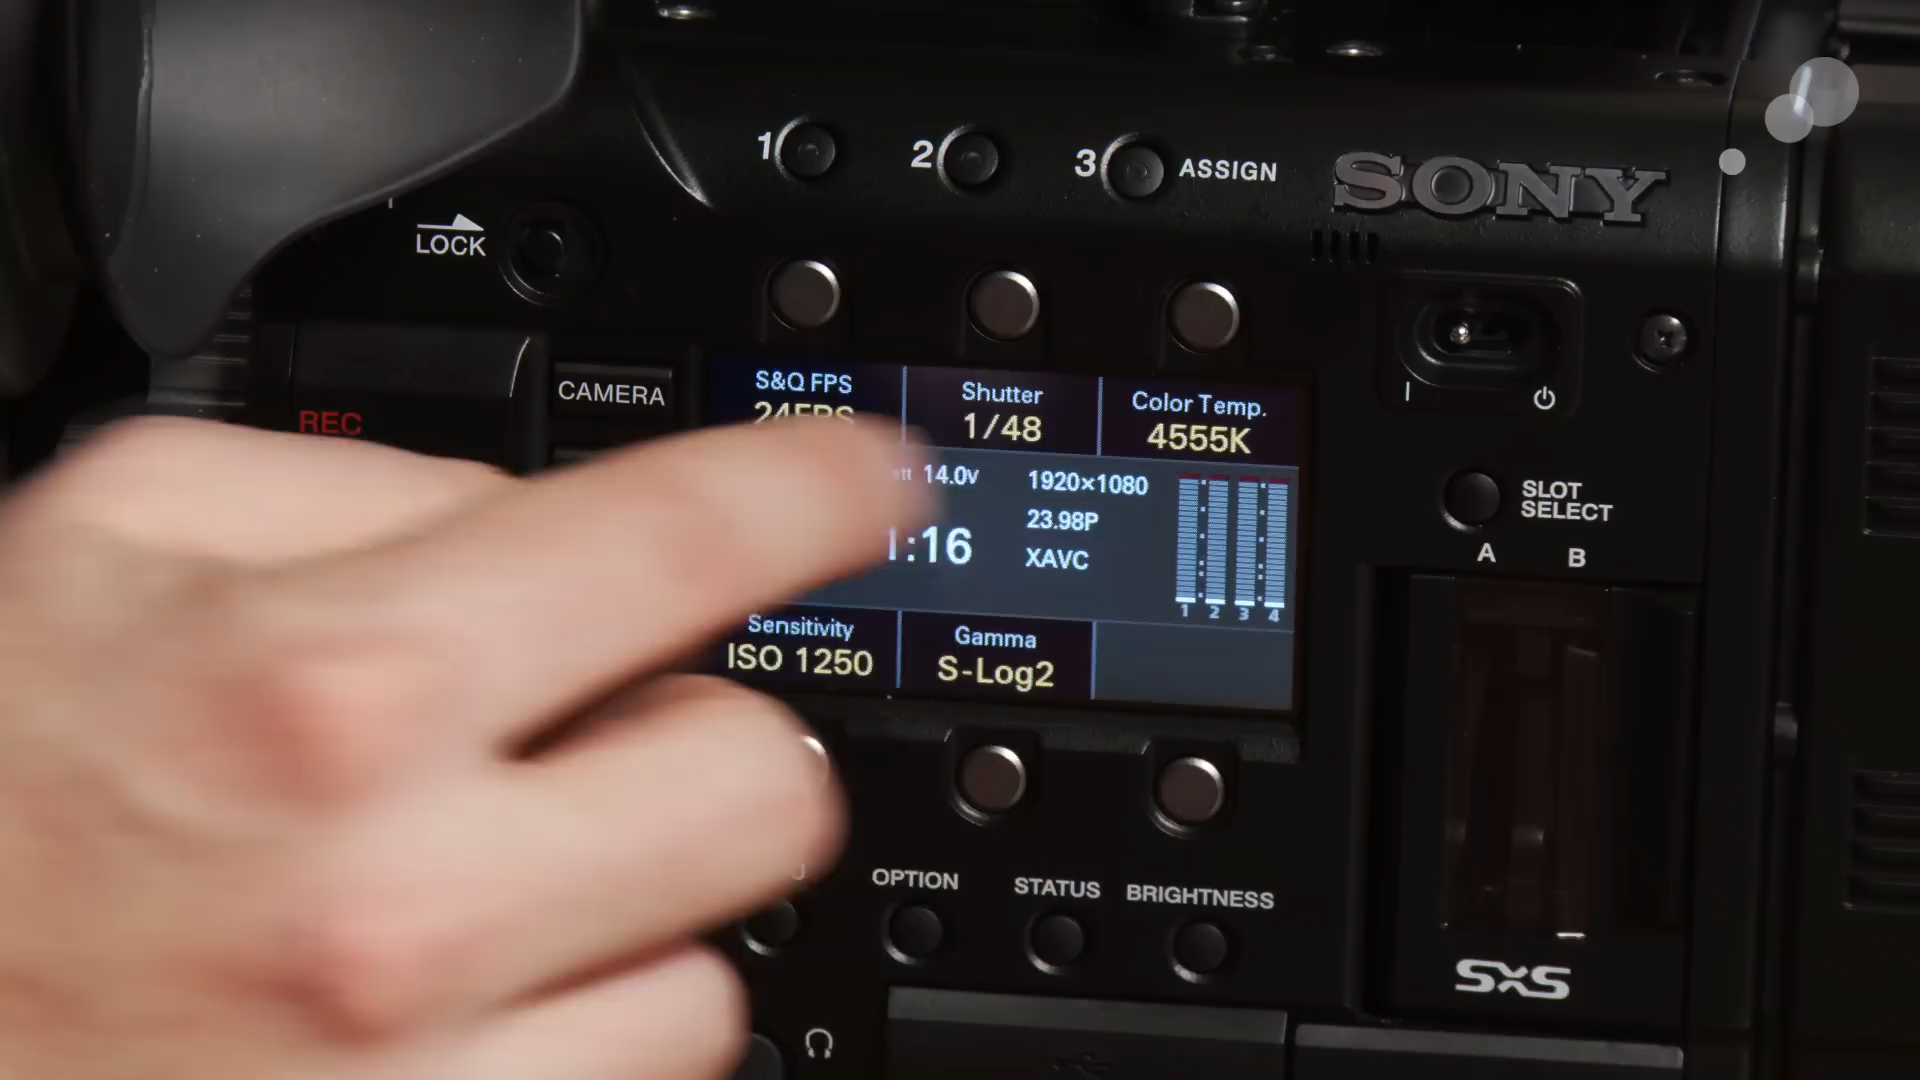 1 2 3 ASSIGN
SONY
LOCK
CAMERA
REC
S&Q FPS Shutter Color Temp.
24FPS 1/48 4555K
14.0V 1920×1080
23.98P
1:16
XAVC
1 2 3 4
Sensitivity Gamma
ISO 1250 S-Log2
SLOT
SELECT
A B
OPTION STATUS BRIGHTNESS
SXS